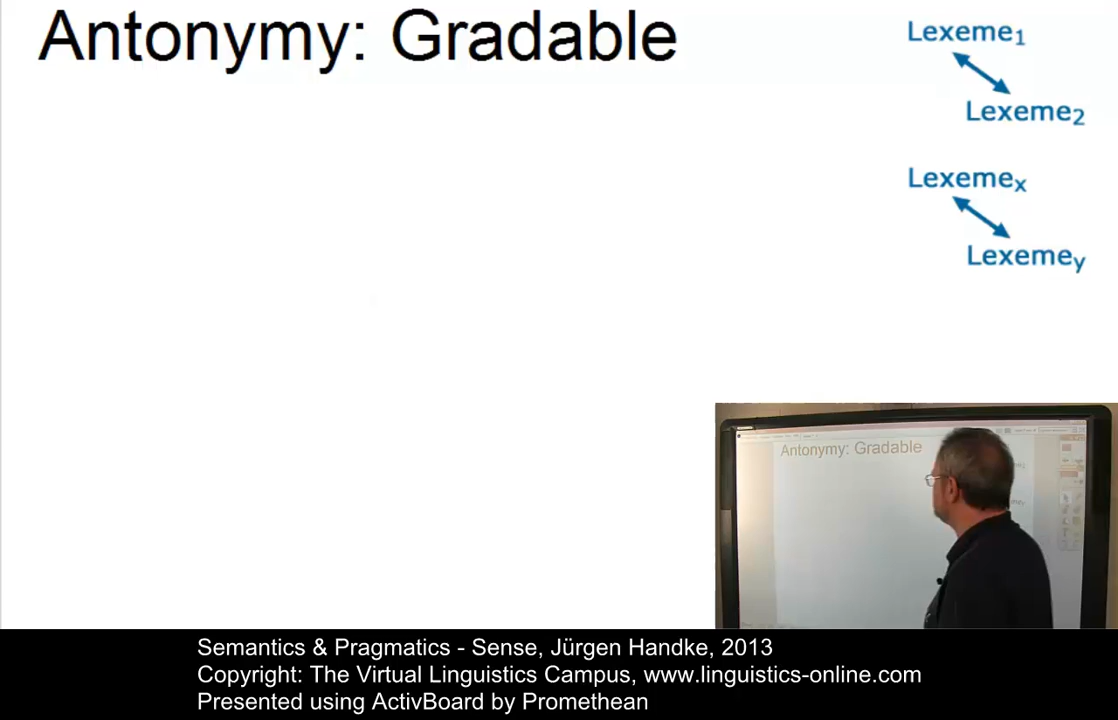 Antonymy: Gradable
Lexeme1
Lexeme2
Lexemex
Lexemey
Antonymy: Gradable
Semantics & Pragmatics - Sense, Jürgen Handke, 2013
Copyright: The Virtual Linguistics Campus, www.linguistics-online.com
Presented using ActivBoard by Promethean